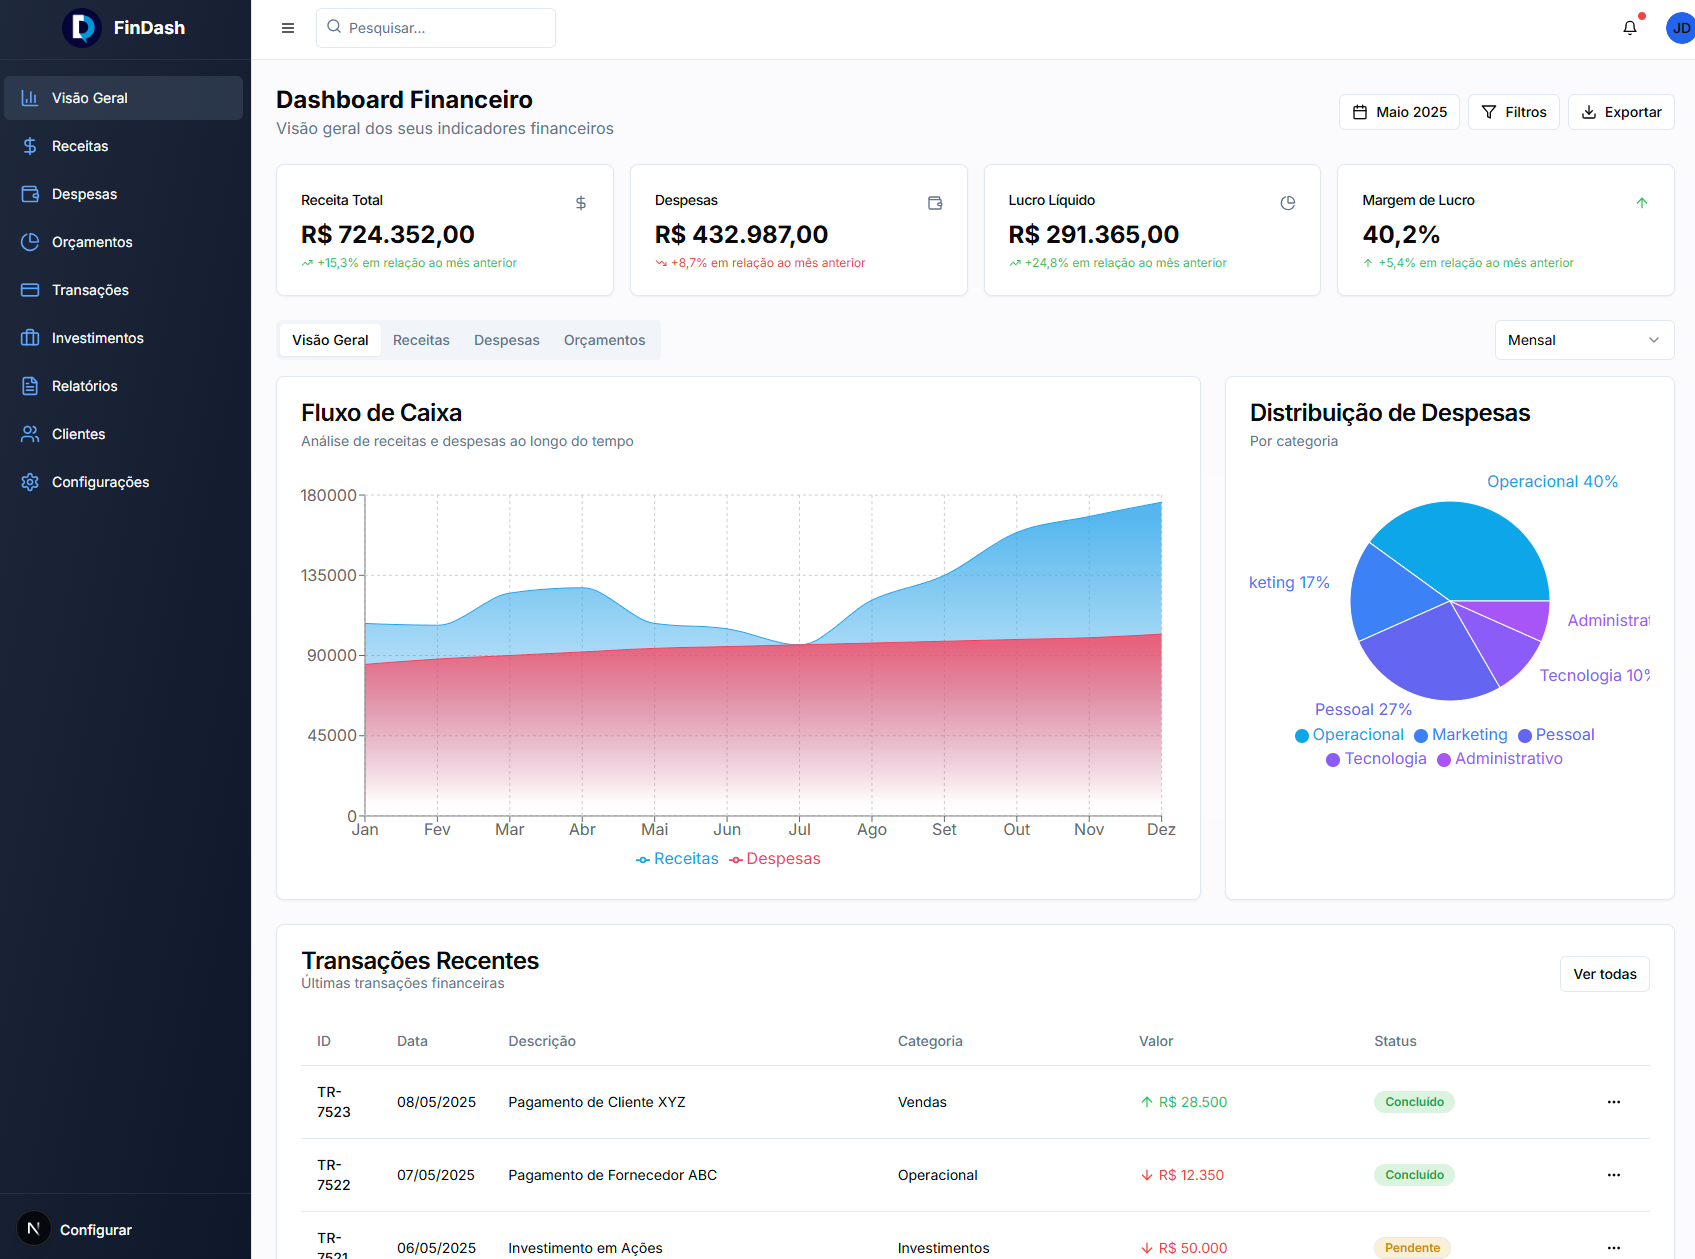 FinDash
Visão Geral
Receitas
Despesas
Orçamentos
Transações
Investimentos
Relatórios
Clientes
Configurações
N
Configurar
Pesquisar...
JD
Dashboard Financeiro
Visão geral dos seus indicadores financeiros
Maio 2025
Filtros
Exportar
Receita Total
$
R$ 724.352,00
+15,3% em relação ao mês anterior
Despesas
R$ 432.987,00
+8,7% em relação ao mês anterior
Lucro Líquido
R$ 291.365,00
+24,8% em relação ao mês anterior
Margem de Lucro
40,2%
+5,4% em relação ao mês anterior
Visão Geral Receitas Despesas Orçamentos
Mensal
Fluxo de Caixa
Análise de receitas e despesas ao longo do tempo
180000
135000
90000
45000
0
Jan Fev Mar Abr Mai Jun Jul Ago Set Out Nov Dez
Receitas Despesas
Distribuição de Despesas
Por categoria
Operacional 40%
keting 17%
Administrat
Tecnologia 10%
Pessoal 27%
Operacional Marketing Pessoal
Tecnologia Administrativo
Transações Recentes
Últimas transações financeiras
Ver todas
ID Data Descrição Categoria Valor Status
TR-
7523
08/05/2025 Pagamento de Cliente XYZ Vendas R$ 28.500 Concluído
TR-
7522
07/05/2025 Pagamento de Fornecedor ABC Operacional R$ 12.350 Concluído
TR-
7521
06/05/2025 Investimento em Ações Investimentos R$ 50.000 Pendente